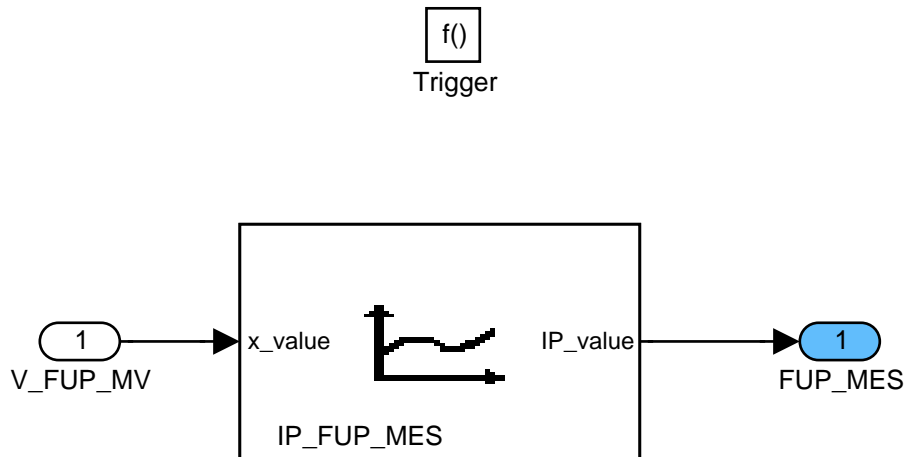 f()
Trigger
1
x_value
IP_value
1
V_FUP_MV
FUP_MES
IP_FUP_MES